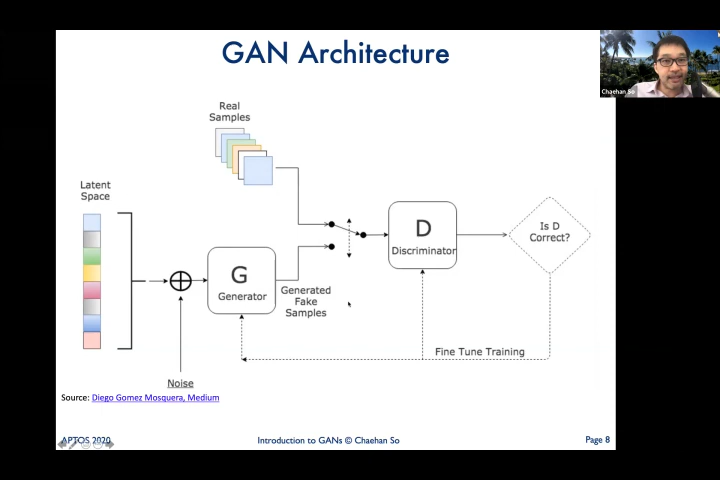 GAN Architecture
Chaehan So
Real
Samples
Latent
Space
Is D
Correct?
D
Discriminator
G
Generator
Generated
Fake
Samples
Fine Tune Training
Noise
Source: Diego Gomez Mosquera, Medium
APTOS 2020
Introduction to GANs © Chaehan So
Page 8